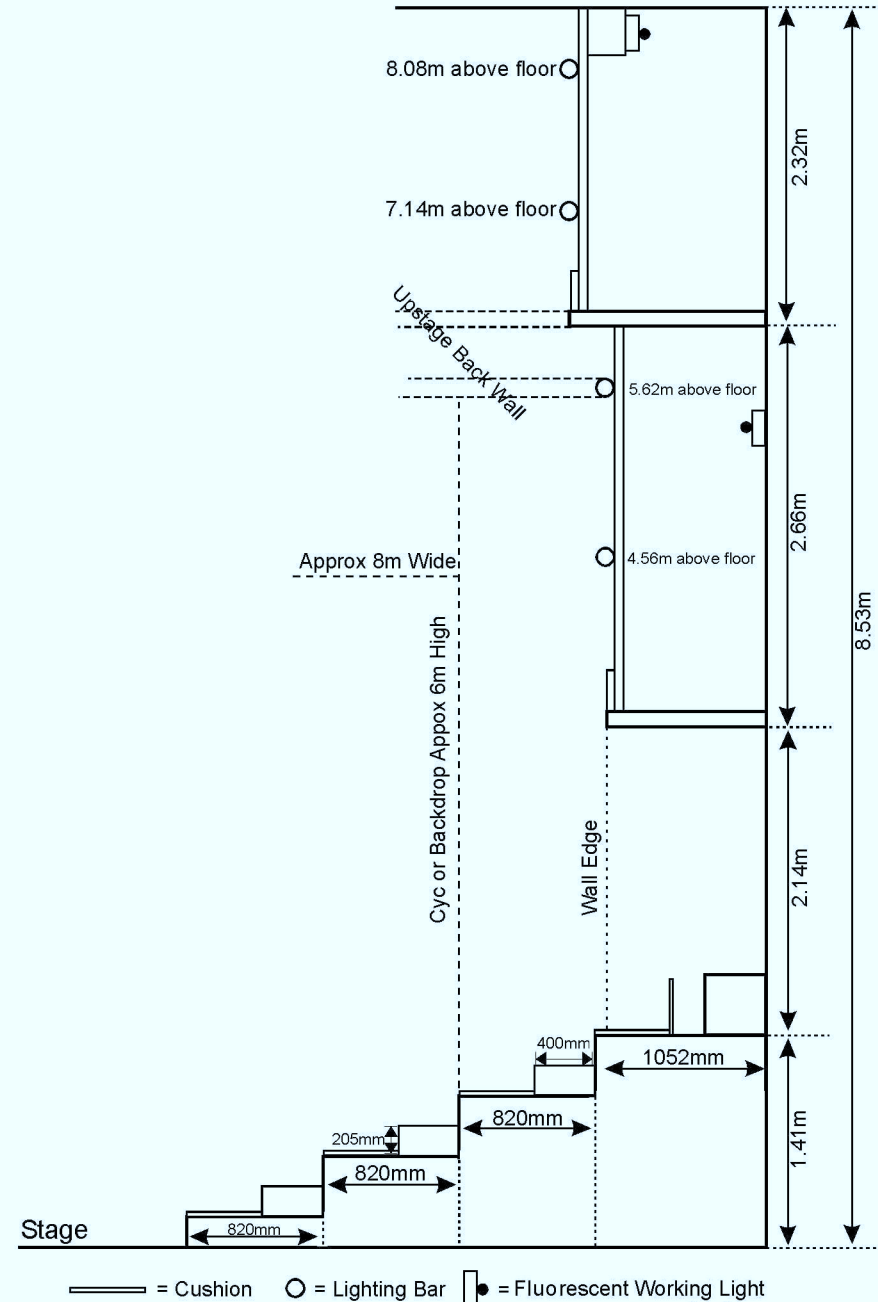 8.08m above floor
2.32m
7.14m above floor
Upstage Back Wall
5.62m above floor
2.66m
Approx 8m Wide
4.56m above floor
8.53m
Cyc or Backdrop Appox 6m High
Wall Edge
2.14m
400mm
1052mm
205mm
820mm
1.41m
820mm
Stage
820mm
= Cushion
= Lighting Bar
= Fluorescent Working Light